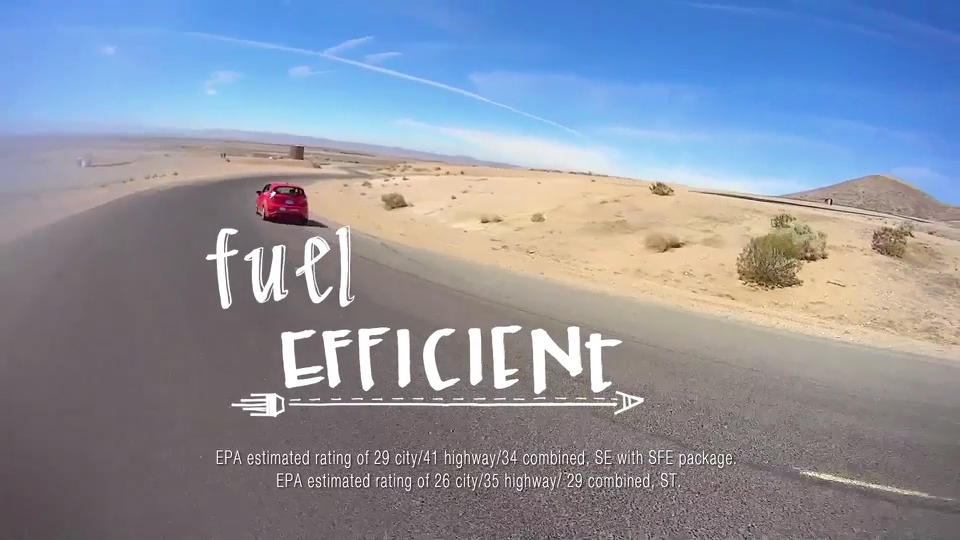 fuel
EFFICIENT
EPA estimated rating of 29 city/41 highway/34 combined, SE with SFE package.
EPA estimated rating of 26 city/35 highway/ 29 combined, ST.